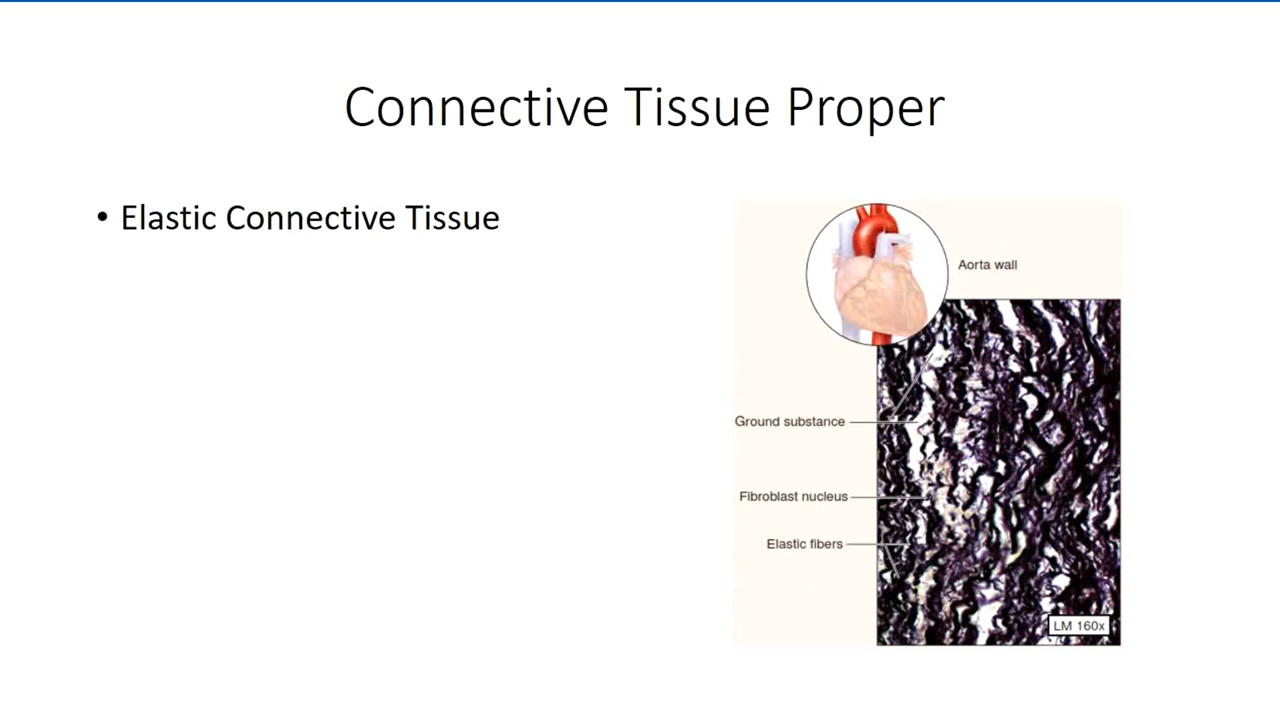 Connective Tissue Proper
• Elastic Connective Tissue
Aorta wall
Ground substance
Fibroblast nucleus
Elastic fibers
LM 160x